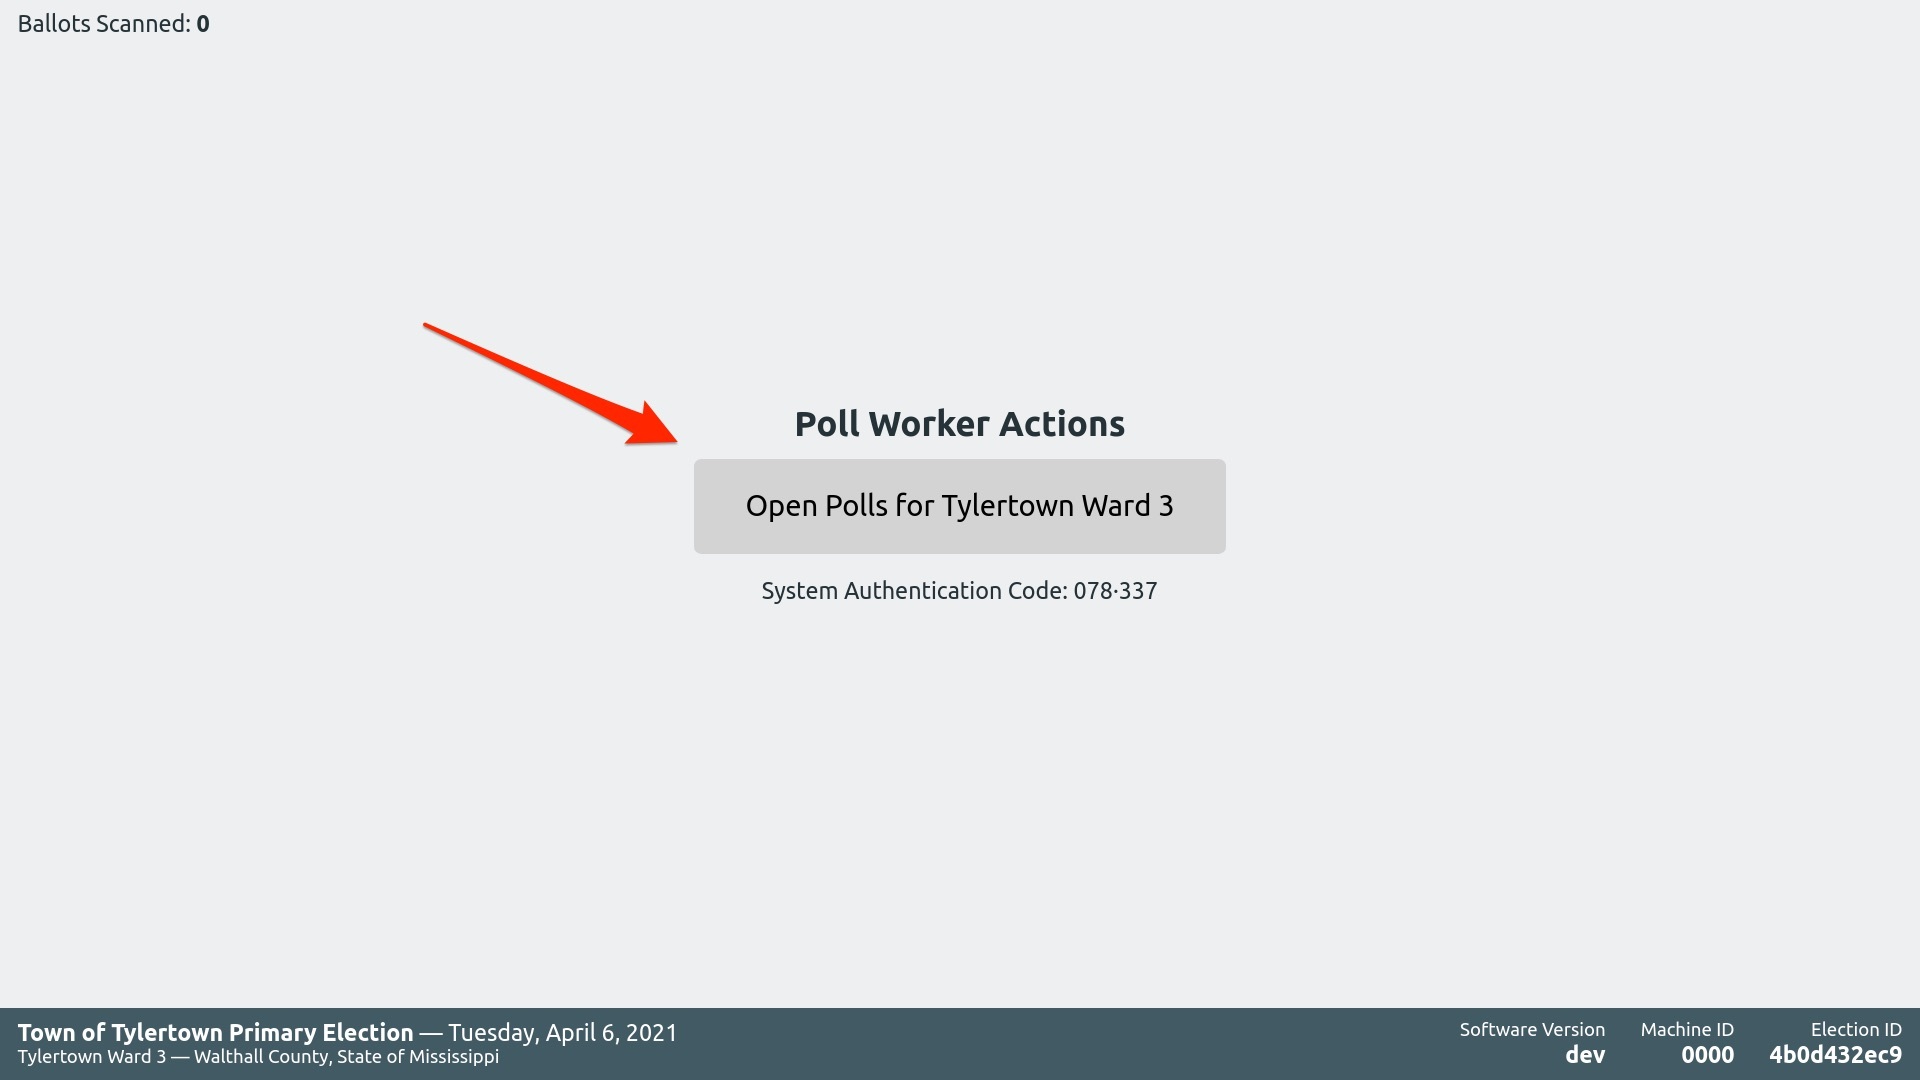 Ballots Scanned: 0
Poll Worker Actions
Open Polls for Tylertown Ward 3
System Authentication Code: 078·337
Town of Tylertown Primary Election — Tuesday, April 6, 2021
Tylertown Ward 3 — Walthall County, State of Mississippi
Software Version
dev
Machine ID
0000
Election ID
4b0d432ec9